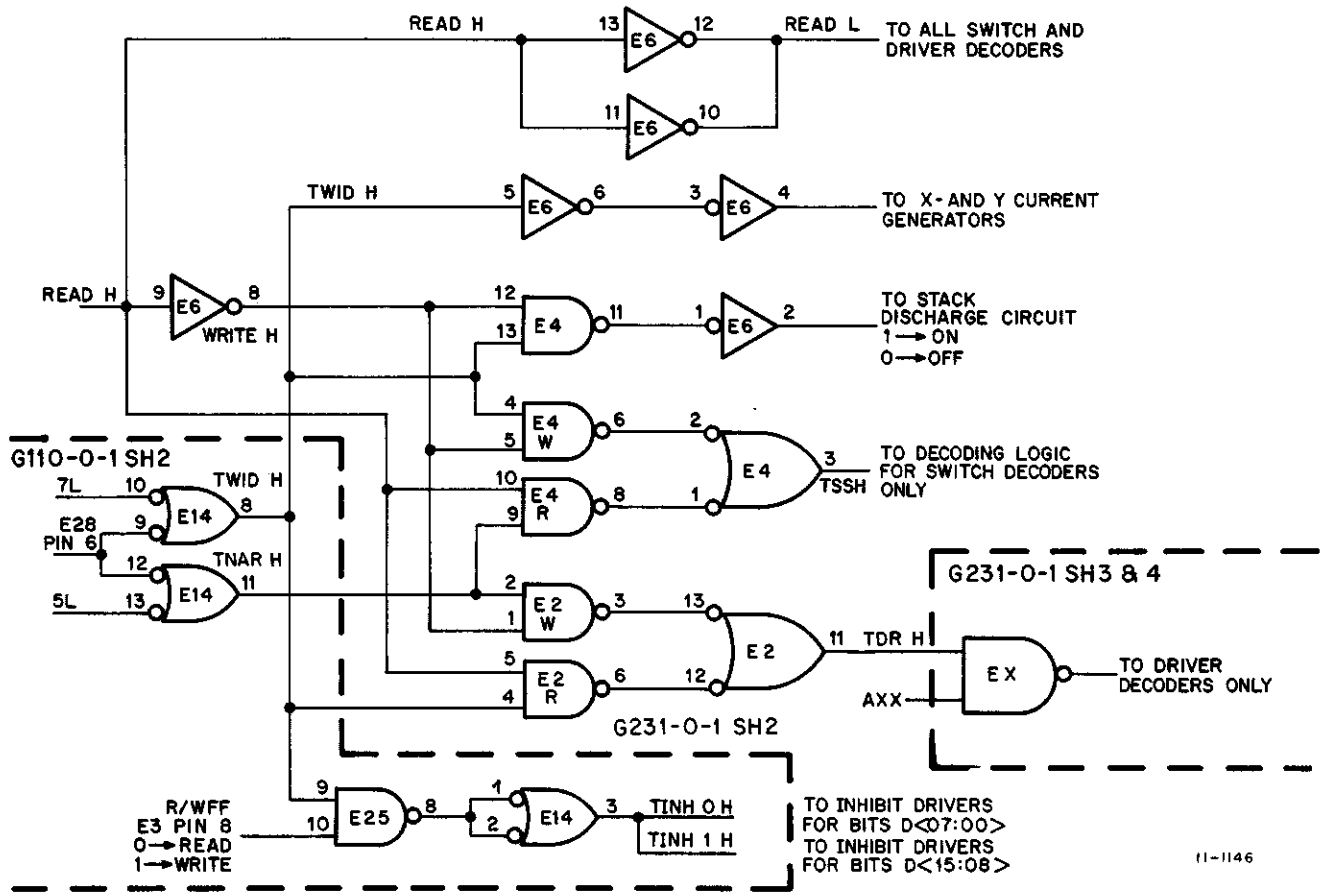 READ H
13
E6
12
READ L
TO ALL SWITCH AND
DRIVER DECODERS
11
E6
10
TWID H
5
E6
6
3
E6
4
TO X- AND Y CURRENT
GENERATORS
READ H
9
E6
8
WRITE H
12
13
E4
11
1
E6
2
TO STACK
DISCHARGE CIRCUIT
1→ON
0→OFF
4
5
E4
W
6
2
E4
3
TSSH
TO DECODING LOGIC
FOR SWITCH DECODERS
ONLY
10
9
E4
R
8
1
G110-0-1 SH2
7L
10
TWID H
E14
8
E28
PIN 6
9
12
TNAR H
E14
11
5L
13
2
1
E2
W
3
13
E2
11
TDR H
5
4
E2
R
6
12
G231-0-1 SH2
G231-0-1 SH3 & 4
EX
AXX
TO DRIVER
DECODERS ONLY
R/WFF
E3 PIN 8
0→READ
1→WRITE
9
10
E25
8
1
2
E14
3
TINH 0 H
TINH 1 H
TO INHIBIT DRIVERS
FOR BITS D<07:00>
TO INHIBIT DRIVERS
FOR BITS D<15:08>
11-1146